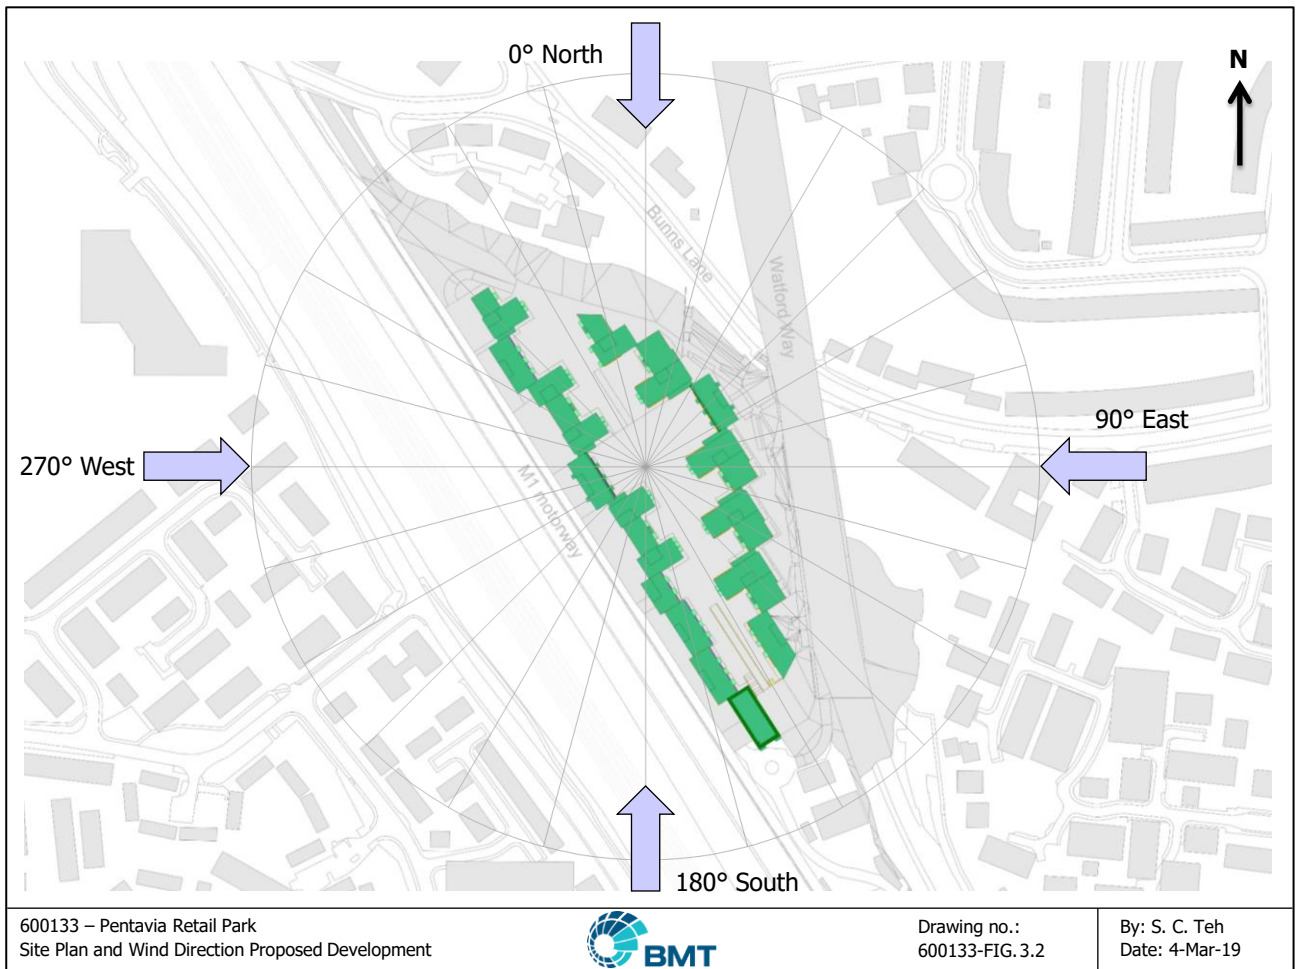 0° North
N
Bunns Lane
Watford Way
90° East
270° West
M1 motorway
180° South
600133 – Pentavia Retail Park
Site Plan and Wind Direction Proposed Development
BMT
Drawing no.:
600133-FIG.3.2
By: S. C. Teh
Date: 4-Mar-19